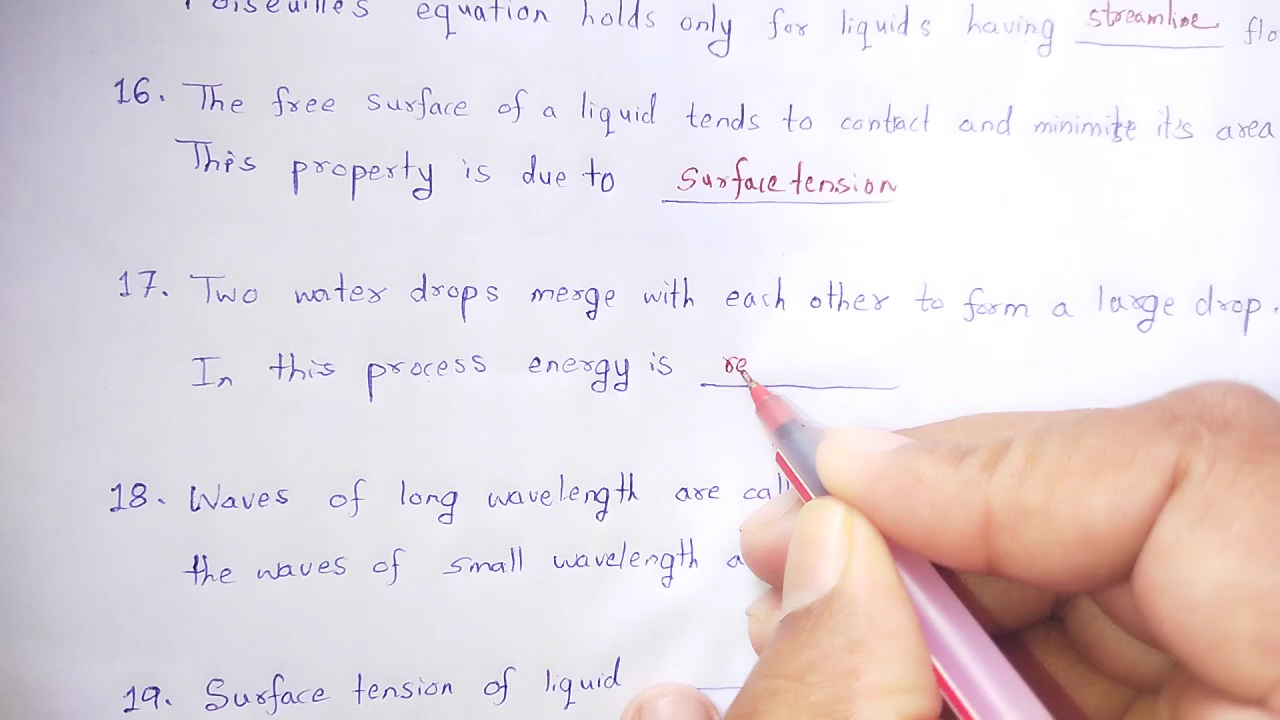 equation holds only for liquids having streamline flo
16. The free surface of a liquid tends to contact and minimize it's area
This property is due to Surface tension
17. Two water drops merge with each other to form a large drop.
In this process energy is re
18. Waves of long wavelength are call
the waves of small wavelength a
19. Surface tension of liquid